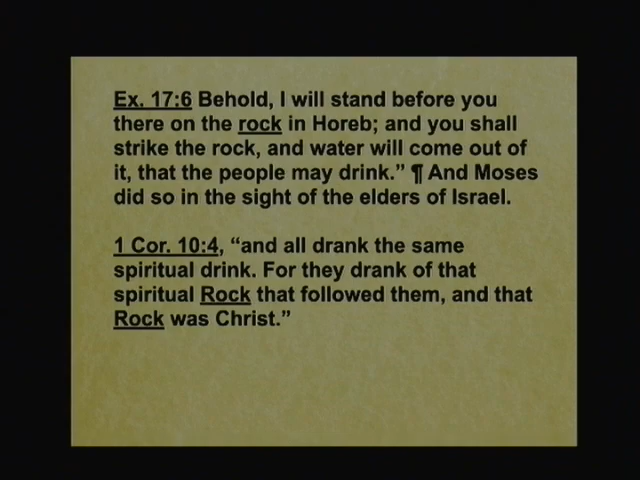 Ex. 17:6 Behold, I will stand before you
there on the rock in Horeb; and you shall
strike the rock, and water will come out of
it, that the people may drink.” ¶ And Moses
did so in the sight of the elders of Israel.
1 Cor. 10:4, “and all drank the same
spiritual drink. For they drank of that
spiritual Rock that followed them, and that
Rock was Christ.”